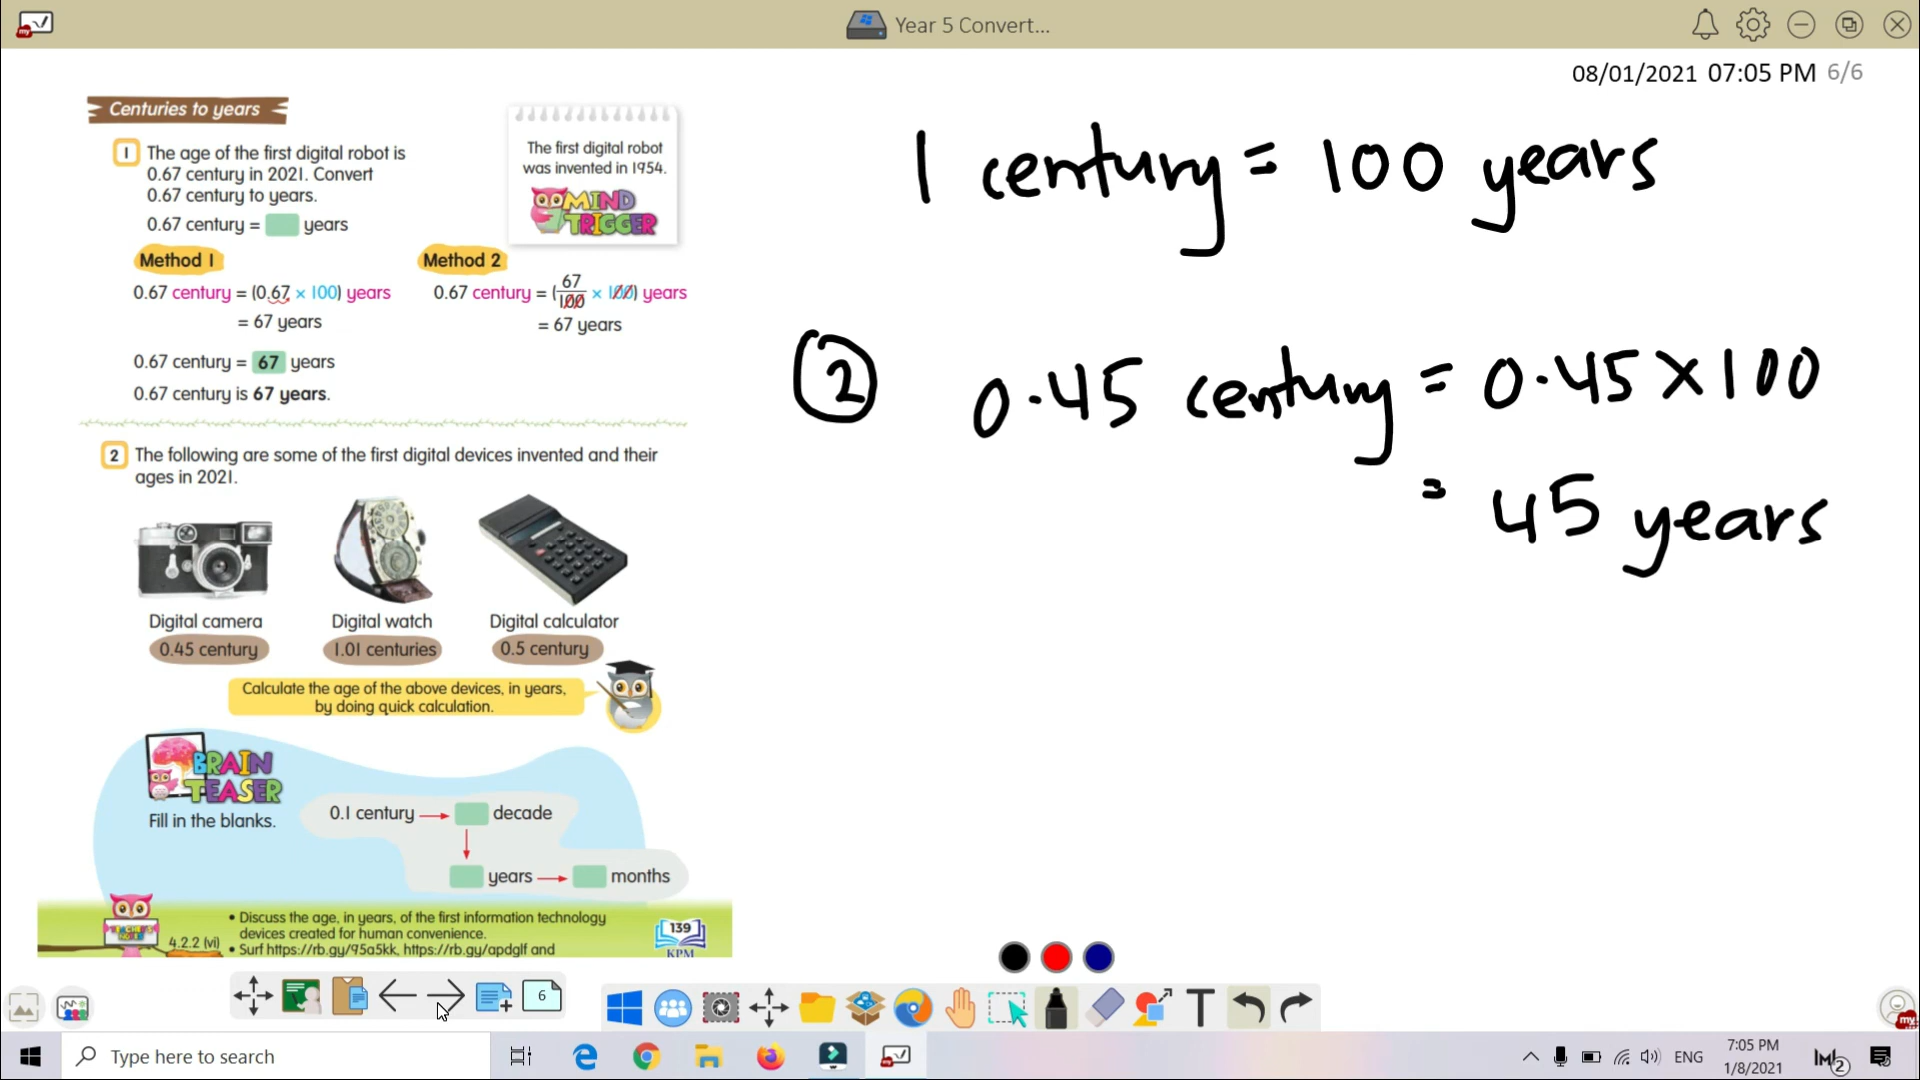 Year 5 Convert...
08/01/2021 07:05 PM 6/6
Centuries to years
1 The age of the first digital robot is
0.67 century in 2021. Convert
0.67 century to years.
0.67 century = years
The first digital robot
was invented in 1954.
MIND
TRIGGER
Method 1
0.67 century = (0.67 × 100) years
= 67 years
0.67 century = 67 years
0.67 century is 67 years.
Method 2
0.67 century = (67/100 × 100) years
= 67 years
2 The following are some of the first digital devices invented and their
ages in 2021.
Digital camera Digital watch Digital calculator
0.45 century 1.01 centuries 0.5 century
Calculate the age of the above devices, in years,
by doing quick calculation.
BRAIN
TEASER
Fill in the blanks.
0.1 century decade
years months
TEACHER'S
NOTES
4.2.2 (vi)
• Discuss the age, in years, of the first information technology
devices created for human convenience.
• Surf https://rb.gy/95a5kk, https://rb.gy/apdglf and
139
KPM
1 century = 100 years
2 0.45 century = 0.45 × 100
= 45 years
6
T
my
my
Type here to search
ENG
7:05 PM
1/8/2021
2